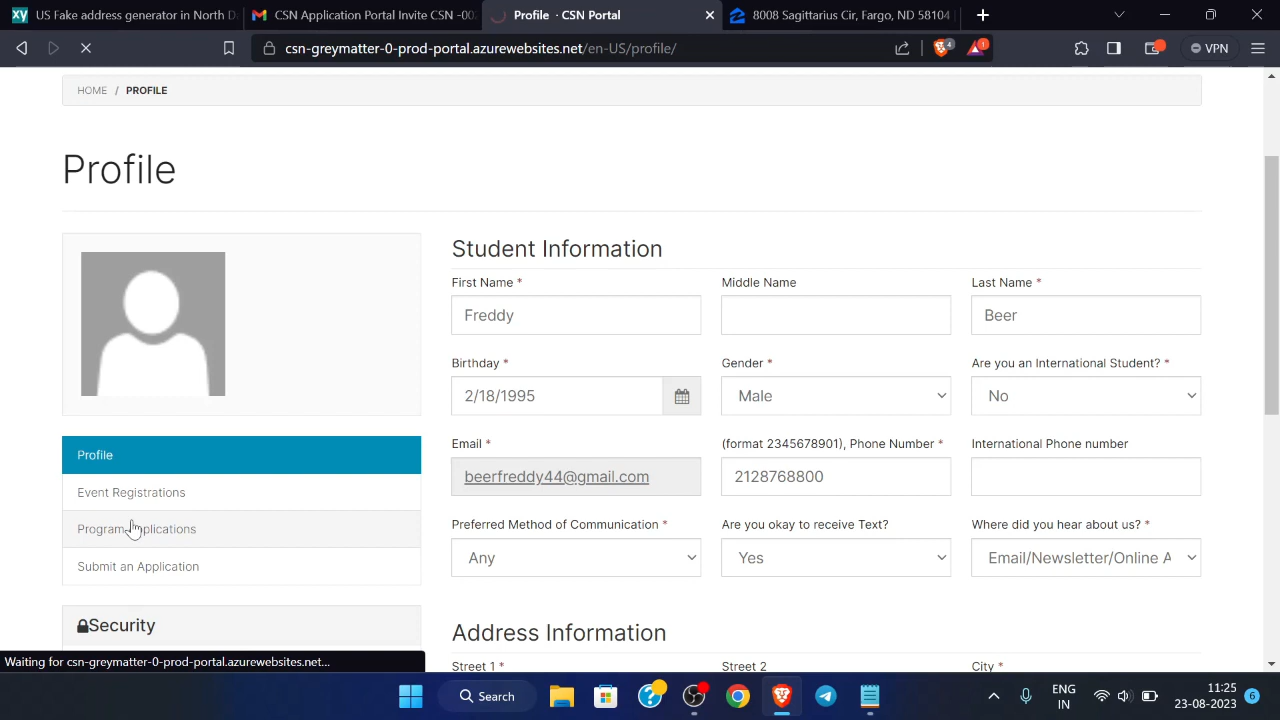 US Fake address generator in North D
CSN Application Portal Invite CSN -00
Profile · CSN Portal
8008 Sagittarius Cir, Fargo, ND 58104
csn-greymatter-0-prod-portal.azurewebsites.net/en-US/profile/
4
1
VPN
HOME / PROFILE
Profile
Student Information
First Name *
Middle Name
Last Name *
Freddy
Beer
Birthday *
Gender *
Are you an International Student? *
2/18/1995
Male
No
Email *
(format 2345678901), Phone Number *
International Phone number
beerfreddy44@gmail.com
2128768800
Preferred Method of Communication *
Are you okay to receive Text?
Where did you hear about us? *
Any
Yes
Email/Newsletter/Online A
Profile
Event Registrations
Program Applications
Submit an Application
Security
Address Information
Street 1 *
Street 2
City *
Waiting for csn-greymatter-0-prod-portal.azurewebsites.net...
Search
ENG
IN
11:25
23-08-2023
6